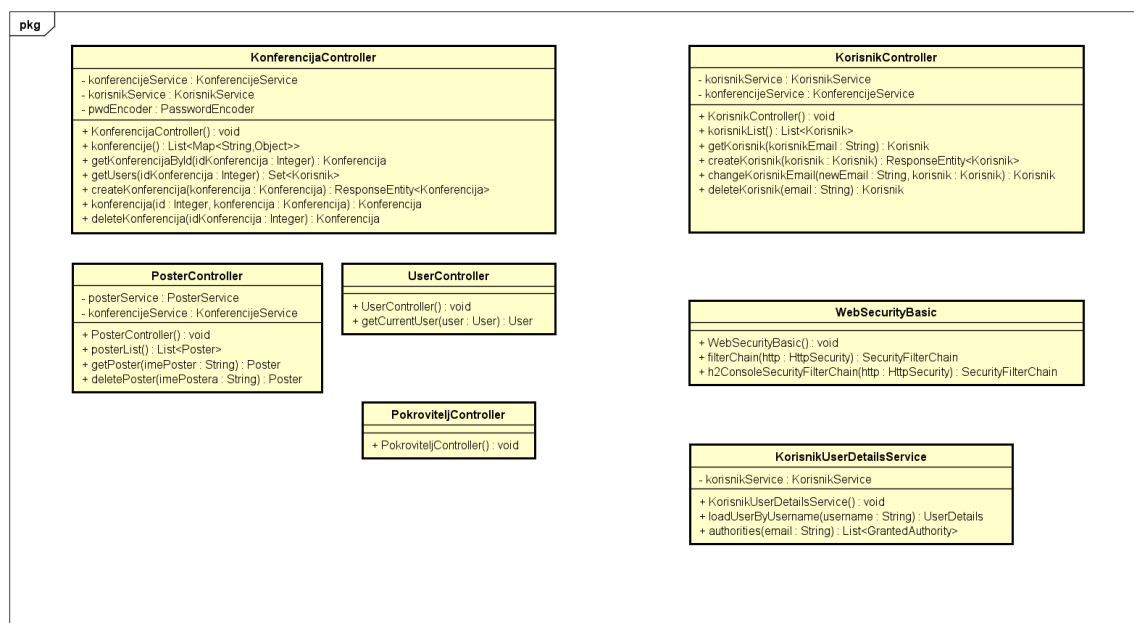 pkg
KonferencijaController
- konferencijeService : KonferencijeService
- korisnikService : KorisnikService
- pwdEncoder : PasswordEncoder
+ KonferencijaController() : void
+ konferencije() : List<Map<String,Object>>
+ getKonferencijaById(idKonferencija : Integer) : Konferencija
+ getUsers(idKonferencija : Integer) : Set<Korisnik>
+ createKonferencija(konferencija : Konferencija) : ResponseEntity<Konferencija>
+ konferencija(id : Integer, konferencija : Konferencija) : Konferencija
+ deleteKonferencija(idKonferencija : Integer) : Konferencija
KorisnikController
- korisnikService : KorisnikService
- konferencijeService : KonferencijeService
+ KorisnikController() : void
+ korisnikList() : List<Korisnik>
+ getKorisnik(korisnikEmail : String) : Korisnik
+ createKorisnik(korisnik : Korisnik) : ResponseEntity<Korisnik>
+ changeKorisnikEmail(newEmail : String, korisnik : Korisnik) : Korisnik
+ deleteKorisnik(email : String) : Korisnik
PosterController
- posterService : PosterService
- konferencijeService : KonferencijeService
+ PosterController() : void
+ posterList() : List<Poster>
+ getPoster(imePoster : String) : Poster
+ deletePoster(imePostera : String) : Poster
UserController
+ UserController() : void
+ getCurrentUser(user : User) : User
WebSecurityBasic
+ WebSecurityBasic() : void
+ filterChain(http : HttpSecurity) : SecurityFilterChain
+ h2ConsoleSecurityFilterChain(http : HttpSecurity) : SecurityFilterChain
PokroviteljController
+ PokroviteljController() : void
KorisnikUserDetailsService
- korisnikService : KorisnikService
+ KorisnikUserDetailsService() : void
+ loadUserByUsername(username : String) : UserDetails
+ authorities(email : String) : List<GrantedAuthority>